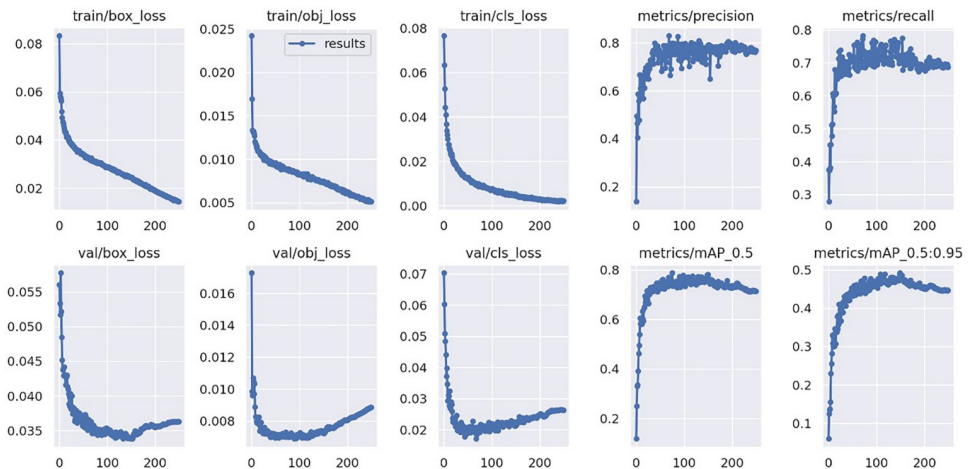 train/box_loss
train/obj_loss
train/cls_loss
metrics/precision
metrics/recall
0.08
0.06
0.04
0.02
0 100 200
0.025
0.020
0.015
0.010
0.005
results
0 100 200
0.08
0.06
0.04
0.02
0.00
0 100 200
0.8
0.6
0.4
0.2
0 100 200
0.8
0.7
0.6
0.5
0.4
0.3
0 100 200
val/box_loss
val/obj_loss
val/cls_loss
metrics/mAP_0.5
metrics/mAP_0.5:0.95
0.055
0.050
0.045
0.040
0.035
0 100 200
0.016
0.014
0.012
0.010
0.008
0 100 200
0.07
0.06
0.05
0.04
0.03
0.02
0 100 200
0.8
0.6
0.4
0.2
0 100 200
0.5
0.4
0.3
0.2
0.1
0 100 200